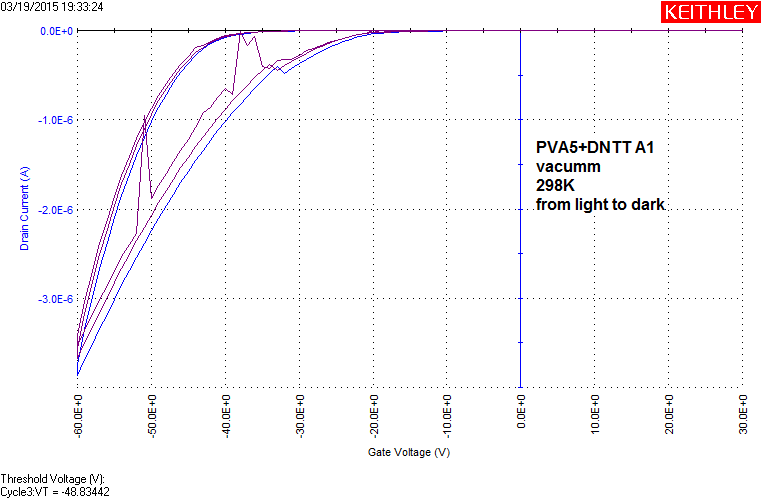 03/19/2015 19:33:24
KEITHLEY
0.0E+0
-1.0E-6
-2.0E-6
-3.0E-6
Drain Current (A)
PVA5+DNTT A1
vacumm
298K
from light to dark
-60.0E+0
-50.0E+0
-40.0E+0
-30.0E+0
-20.0E+0
-10.0E+0
0.0E+0
10.0E+0
20.0E+0
30.0E+0
Gate Voltage (V)
Threshold Voltage (V):
Cycle3:VT = -48.83442